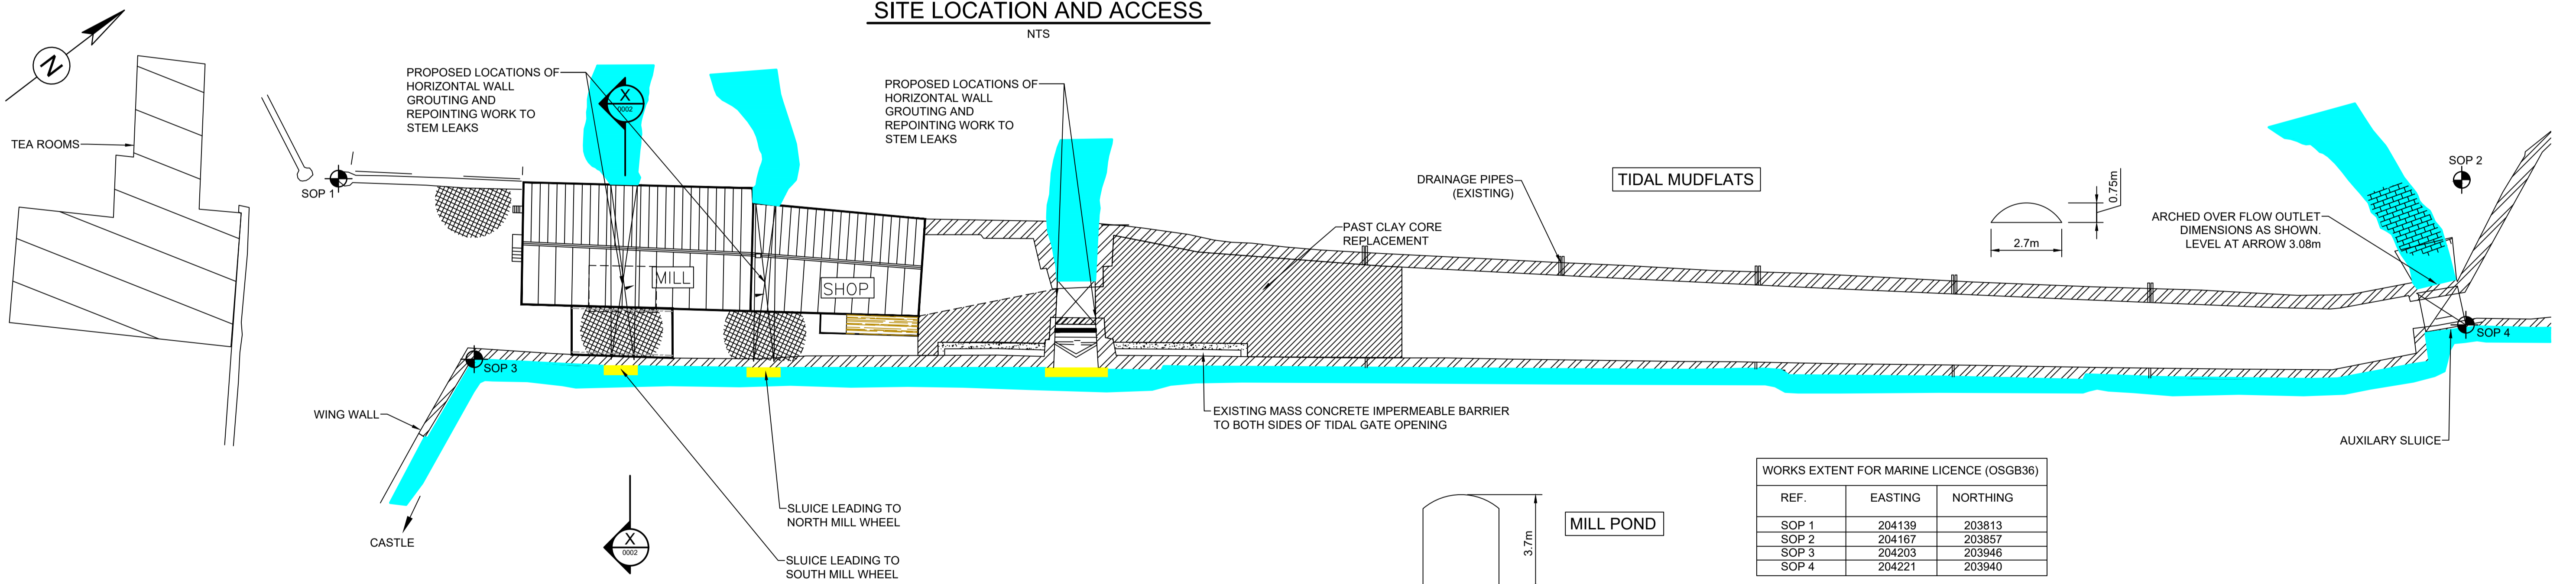 SITE LOCATION AND ACCESS
NTS
N
TEA ROOMS
SOP 1
PROPOSED LOCATIONS OF
HORIZONTAL WALL
GROUTING AND
REPOINTING WORK TO
STEM LEAKS
X
0002
PROPOSED LOCATIONS OF
HORIZONTAL WALL
GROUTING AND
REPOINTING WORK TO
STEM LEAKS
MILL
SHOP
DRAINAGE PIPES
(EXISTING)
TIDAL MUDFLATS
PAST CLAY CORE
REPLACEMENT
0.75m
2.7m
ARCHED OVER FLOW OUTLET
DIMENSIONS AS SHOWN.
LEVEL AT ARROW 3.08m
SOP 2
SOP 4
SOP 3
WING WALL
CASTLE
EXISTING MASS CONCRETE IMPERMEABLE BARRIER
TO BOTH SIDES OF TIDAL GATE OPENING
AUXILARY SLUICE
SLUICE LEADING TO
NORTH MILL WHEEL
X
0002
SLUICE LEADING TO
SOUTH MILL WHEEL
3.7m
MILL POND
WORKS EXTENT FOR MARINE LICENCE (OSGB36)
REF. EASTING NORTHING
SOP 1 204139 203813
SOP 2 204167 203857
SOP 3 204203 203946
SOP 4 204221 203940